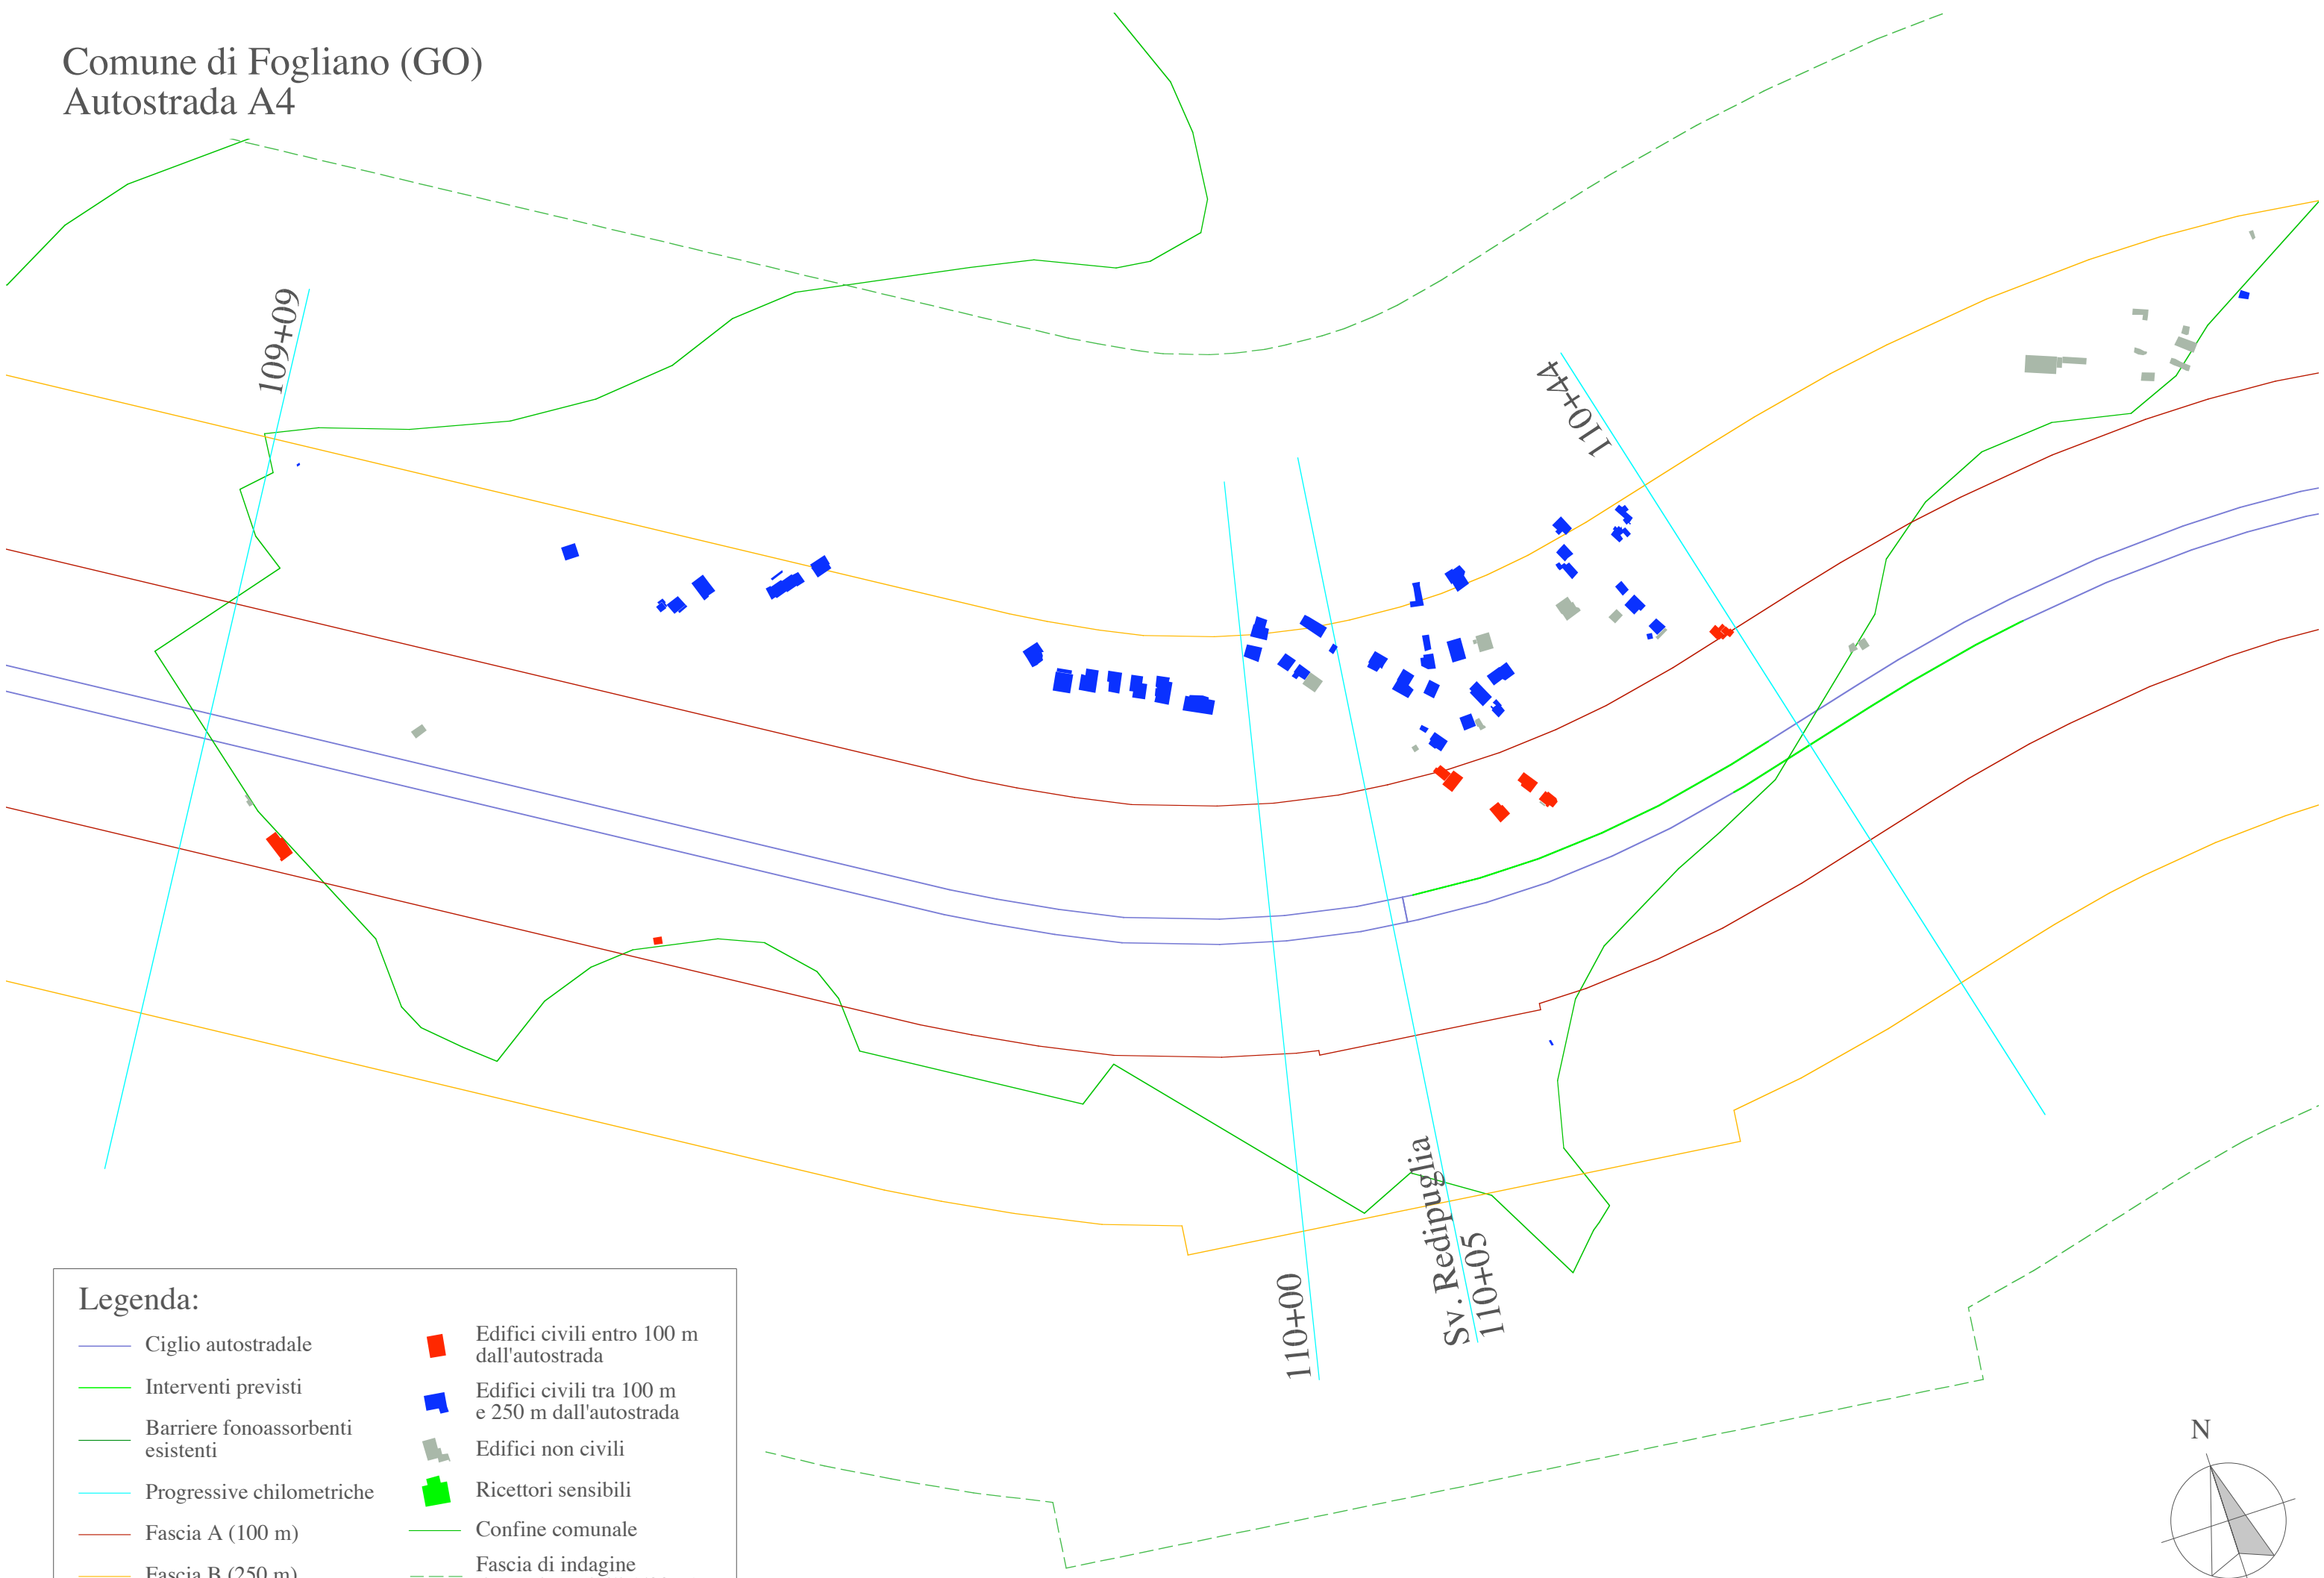 Comune di Fogliano (GO)
Autostrada A4
109+09
110+44
Sv. Redipuglia
110+05
110+00
Legenda:
Ciglio autostradale
Interventi previsti
Barriere fonoassorbenti
esistenti
Progressive chilometriche
Fascia A (100 m)
Fascia B (250 m)
Edifici civili entro 100 m
dall'autostrada
Edifici civili tra 100 m
e 250 m dall'autostrada
Edifici non civili
Ricettori sensibili
Confine comunale
Fascia di indagine
N